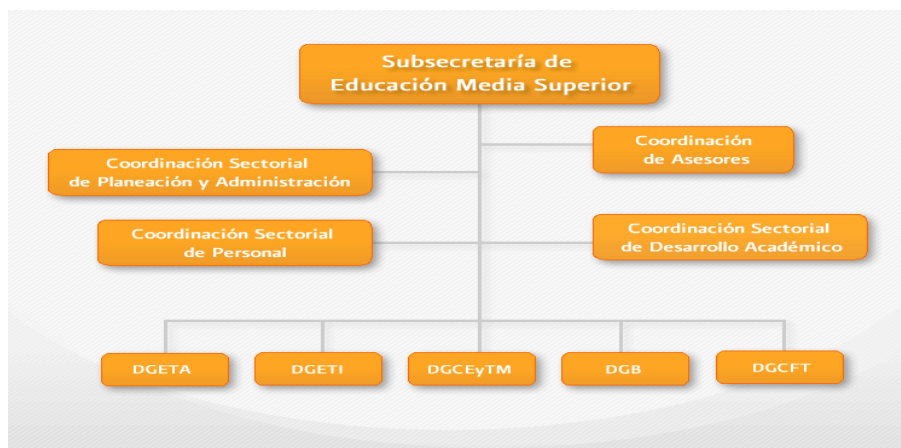 Subsecretaría de
Educación Media Superior
Coordinación
de Asesores
Coordinación Sectorial
de Planeación y Administración
Coordinación Sectorial
de Personal
Coordinación Sectorial
de Desarrollo Académico
DGETA
DGETI
DGCEyTM
DGB
DGCFT